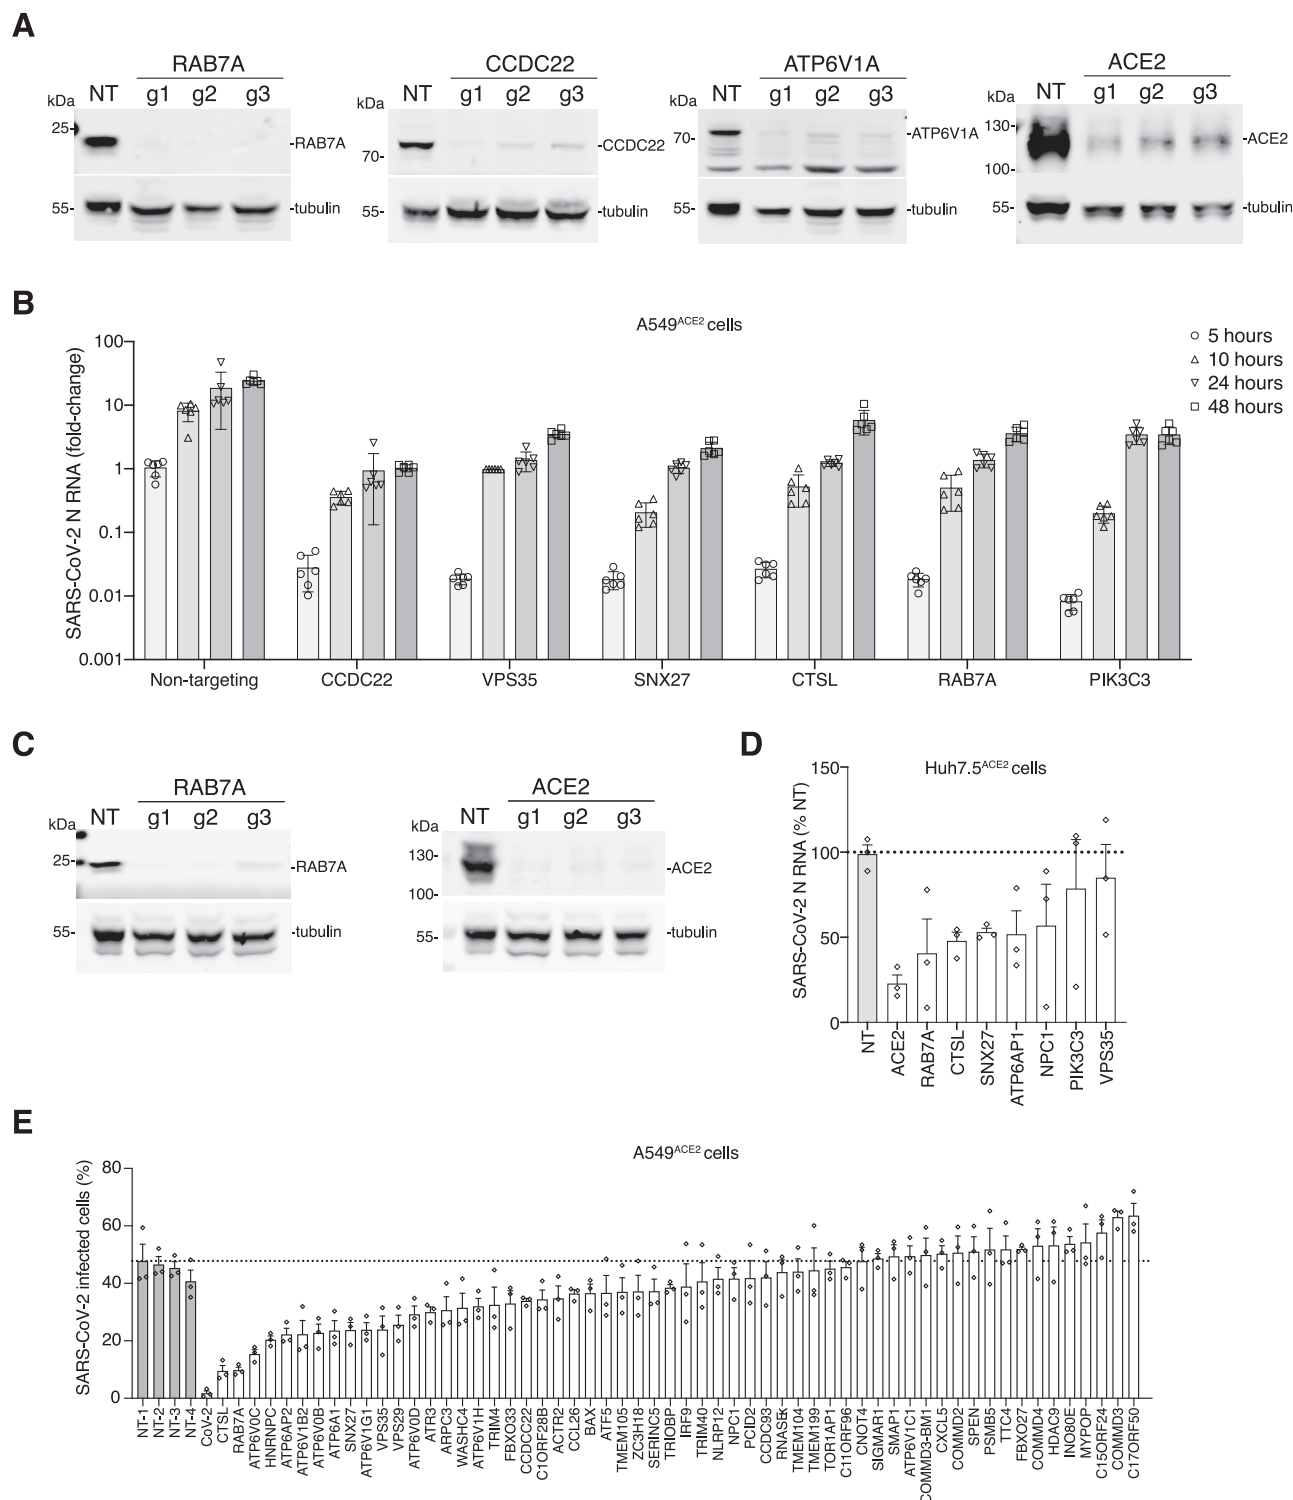 A
RAB7A
CCDC22
ATP6V1A
ACE2
kDa NT g1 g2 g3
25- -RAB7A
55- -tubulin
kDa NT g1 g2 g3
70- -CCDC22
55- -tubulin
kDa NT g1 g2 g3
70- -ATP6V1A
55- -tubulin
kDa NT g1 g2 g3
130-
-ACE2
100-
55- -tubulin
B
A549ACE2 cells
5 hours
10 hours
24 hours
48 hours
SARS-CoV-2 N RNA (fold-change)
100
10
1
0.1
0.01
0.001
Non-targeting CCDC22 VPS35 SNX27 CTSL RAB7A PIK3C3
C
RAB7A
kDa NT g1 g2 g3
25- -RAB7A
55- -tubulin
ACE2
kDa NT g1 g2 g3
130-
-ACE2
100-
55- -tubulin
D
Huh7.5ACE2 cells
SARS-CoV-2 N RNA (% NT)
150
100
50
0
NT
ACE2
RAB7A
CTSL
SNX27
ATP6AP1
NPC1
PIK3C3
VPS35
E
A549ACE2 cells
SARS-CoV-2 infected cells (%)
80
60
40
20
0
NT-1
NT-2
NT-3
NT-4
CoV-2
CTSL
RAB7A
ATP6V0C
HNRNPC
ATP6AP2
ATP6V1B2
ATP6V0B
ATP6A1
SNX27
ATP6V1G1
VPS35
VPS29
ATP6V0D
ATR3
ARPC3
WASHC4
ATP6V1H
TRIM4
FBXO33
CCDCC22
C1ORF28B
ACTR2
CCL26
BAX
ATF5
TMEM105
ZC3H18
SERINC5
TRIOBP
IRF9
TRIM40
NLRP12
NPC1
PCID2
CCDC93
RNASEk
TMEM104
TMEM199
TOR1AP1
C11ORF96
CNOT4
SIGMAR1
SMAP1
ATP6V1C1
COMMD3-BM1
CXCL5
COMMD2
SPEN
PSMB5
TTC4
FBXO27
COMMD4
HDAC9
INO80E
MYPOP
C15ORF24
COMMD3
C17ORF50